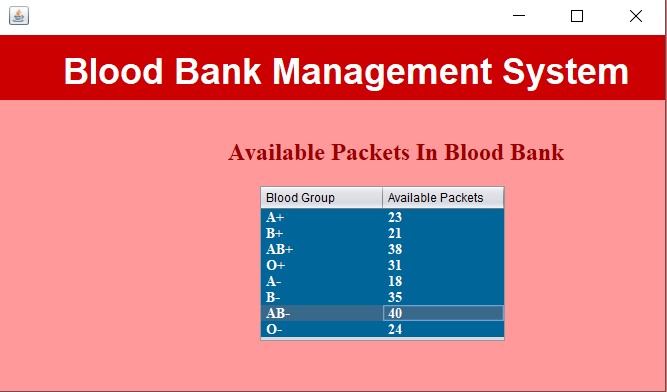 Blood Bank Management System
Available Packets In Blood Bank
Blood Group Available Packets
A+ 23
B+ 21
AB+ 38
O+ 31
A- 18
B- 35
AB- 40
O- 24